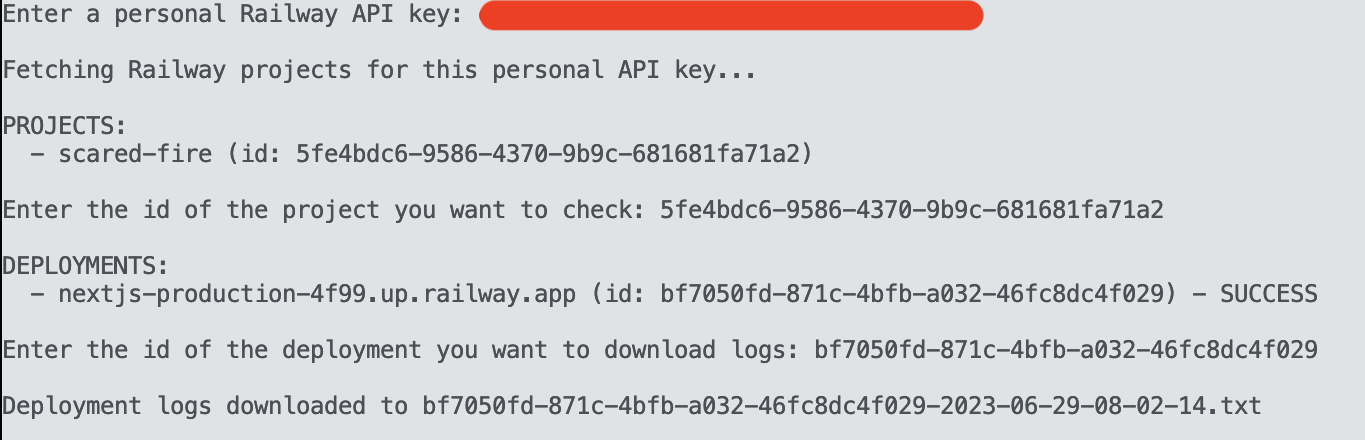 Enter a personal Railway API key:
Fetching Railway projects for this personal API key...
PROJECTS:
- scared-fire (id: 5fe4bdc6-9586-4370-9b9c-681681fa71a2)
Enter the id of the project you want to check: 5fe4bdc6-9586-4370-9b9c-681681fa71a2
DEPLOYMENTS:
- nextjs-production-4f99.up.railway.app (id: bf7050fd-871c-4bfb-a032-46fc8dc4f029) - SUCCESS
Enter the id of the deployment you want to download logs: bf7050fd-871c-4bfb-a032-46fc8dc4f029
Deployment logs downloaded to bf7050fd-871c-4bfb-a032-46fc8dc4f029-2023-06-29-08-02-14.txt